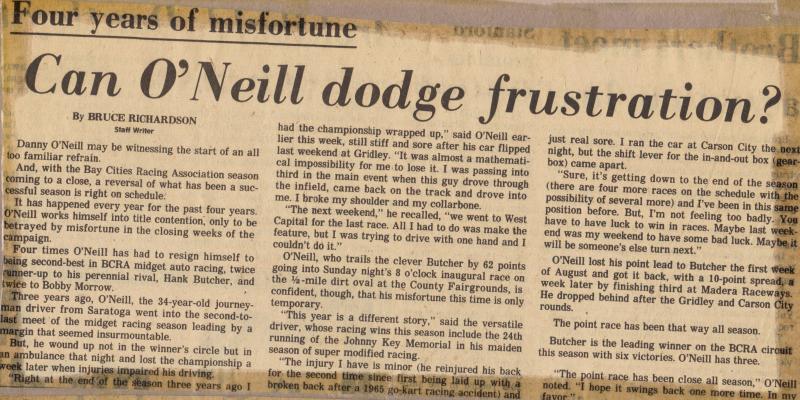 Four years of misfortune
Can O'Neill dodge frustration?
By BRUCE RICHARDSON
Staff Writer
Danny O'Neill may be witnessing the start of an all
too familiar refrain.
And, with the Bay Cities Racing Association season
coming to a close, a reversal of what has been a suc-
cessful season is right on schedule.
It has happened every year for the past four years.
O'Neill works himself into title contention, only to be
betrayed by misfortune in the closing weeks of the
campaign.
Four times O'Neill has had to resign himself to
being second-best in BCRA midget auto racing, twice
runner-up to his perennial rival, Hank Butcher, and
twice to Bobby Morrow.
Three years ago, O'Neill, the 34-year-old journey-
man driver from Saratoga went into the second-to-
last meet of the midget racing season leading by a
margin that seemed insurmountable.
But, he wound up not in the winner's circle but in
an ambulance that night and lost the championship a
week later when injuries impaired his driving.
"Right at the end of the season three years ago I
had the championship wrapped up," said O'Neill ear-
lier this week, still stiff and sore after his car flipped
last weekend at Gridley. "It was almost a mathemati-
cal impossibility for me to lose it. I was passing into
third in the main event when this guy drove through
the infield, came back on the track and drove into
me. I broke my shoulder and my collarbone.
"The next weekend," he recalled, "we went to West
Capital for the last race. All I had to do was make the
feature, but I was trying to drive with one hand and I
couldn't do it."
O'Neill, who trails the clever Butcher by 62 points
going into Sunday night's 8 o'clock inaugural race on
the ½-mile dirt oval at the County Fairgrounds, is
confident, though, that his misfortune this time is only
temporary.
"This year is a different story," said the versatile
driver, whose racing wins this season include the 24th
running of the Johnny Key Memorial in his maiden
season of super modified racing.
"The injury I have is minor (he reinjured his back
for the second time since first being laid up with a
broken back after a 1965 go-kart racing accident) and
just real sore. I ran the car at Carson City the next
night, but the shift lever for the in-and-out box (gear-
box) came apart.
"Sure, it's getting down to the end of the season
(there are four more races on the schedule with the
possibility of several more) and I've been in this same
position before. But, I'm not feeling too badly. You
have to have luck to win in races. Maybe last week-
end was my weekend to have some bad luck. Maybe it
will be someone's else turn next."
O'Neill lost his point lead to Butcher the first week
of August and got it back, with a 10-point spread, a
week later by finishing third at Madera Raceways.
He dropped behind after the Gridley and Carson City
rounds.
The point race has been that way all season.
Butcher is the leading winner on the BCRA circuit
this season with six victories. O'Neill has three.
"The point race has been close all season," O'Neill
noted. "I hope it swings back one more time. In my
favor."